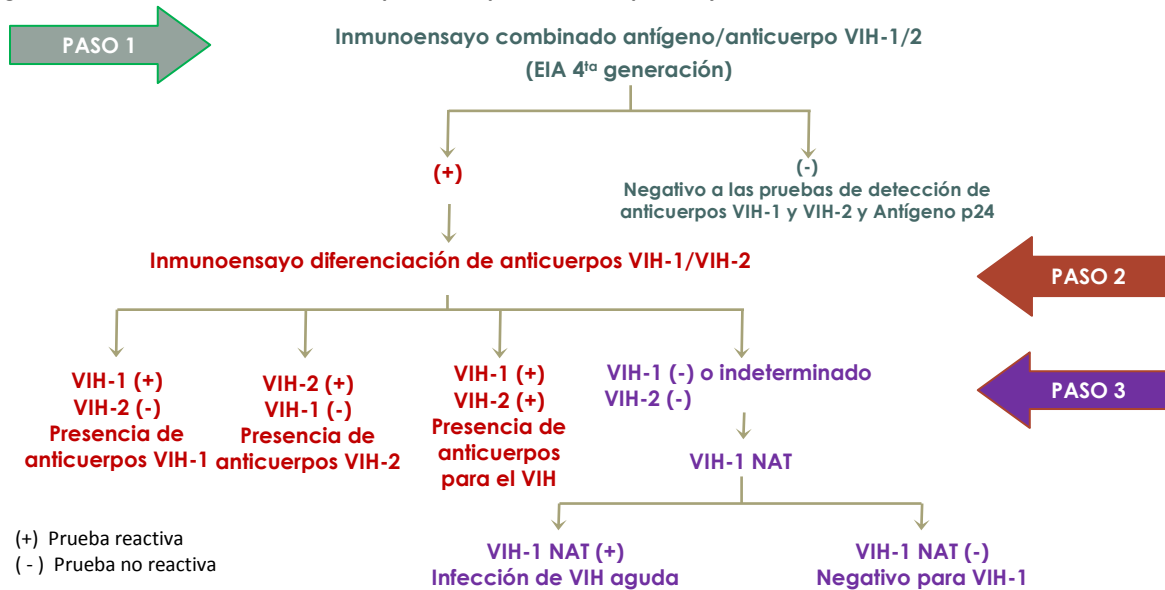 PASO 1
Inmunoensayo combinado antígeno/anticuerpo VIH-1/2
(EIA 4ta generación)
(+)
(-)
Negativo a las pruebas de detección de
anticuerpos VIH-1 y VIH-2 y Antígeno p24
Inmunoensayo diferenciación de anticuerpos VIH-1/VIH-2
PASO 2
VIH-1 (+)
VIH-2 (-)
Presencia de
anticuerpos VIH-1
VIH-2 (+)
VIH-1 (-)
Presencia de
anticuerpos VIH-2
VIH-1 (+)
VIH-2 (+)
Presencia de
anticuerpos
para el VIH
VIH-1 (-) o indeterminado
VIH-2 (-)
PASO 3
VIH-1 NAT
VIH-1 NAT (+)
Infección de VIH aguda
VIH-1 NAT (-)
Negativo para VIH-1
(+) Prueba reactiva
( - ) Prueba no reactiva